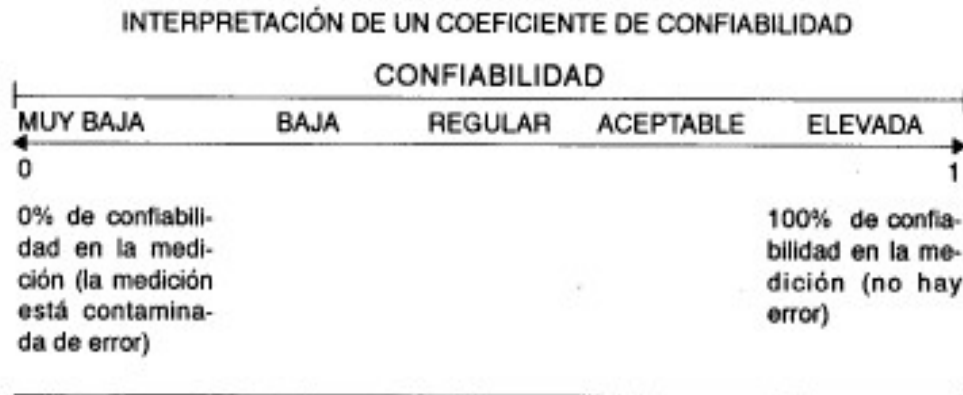 INTERPRETACIÓN DE UN COEFICIENTE DE CONFIABILIDAD
CONFIABILIDAD
MUY BAJA BAJA REGULAR ACEPTABLE ELEVADA
0 1
0% de confiabili-
dad en la medi-
ción (la medición
está contamina-
da de error)
100% de confia-
bilidad en la me-
dición (no hay
error)